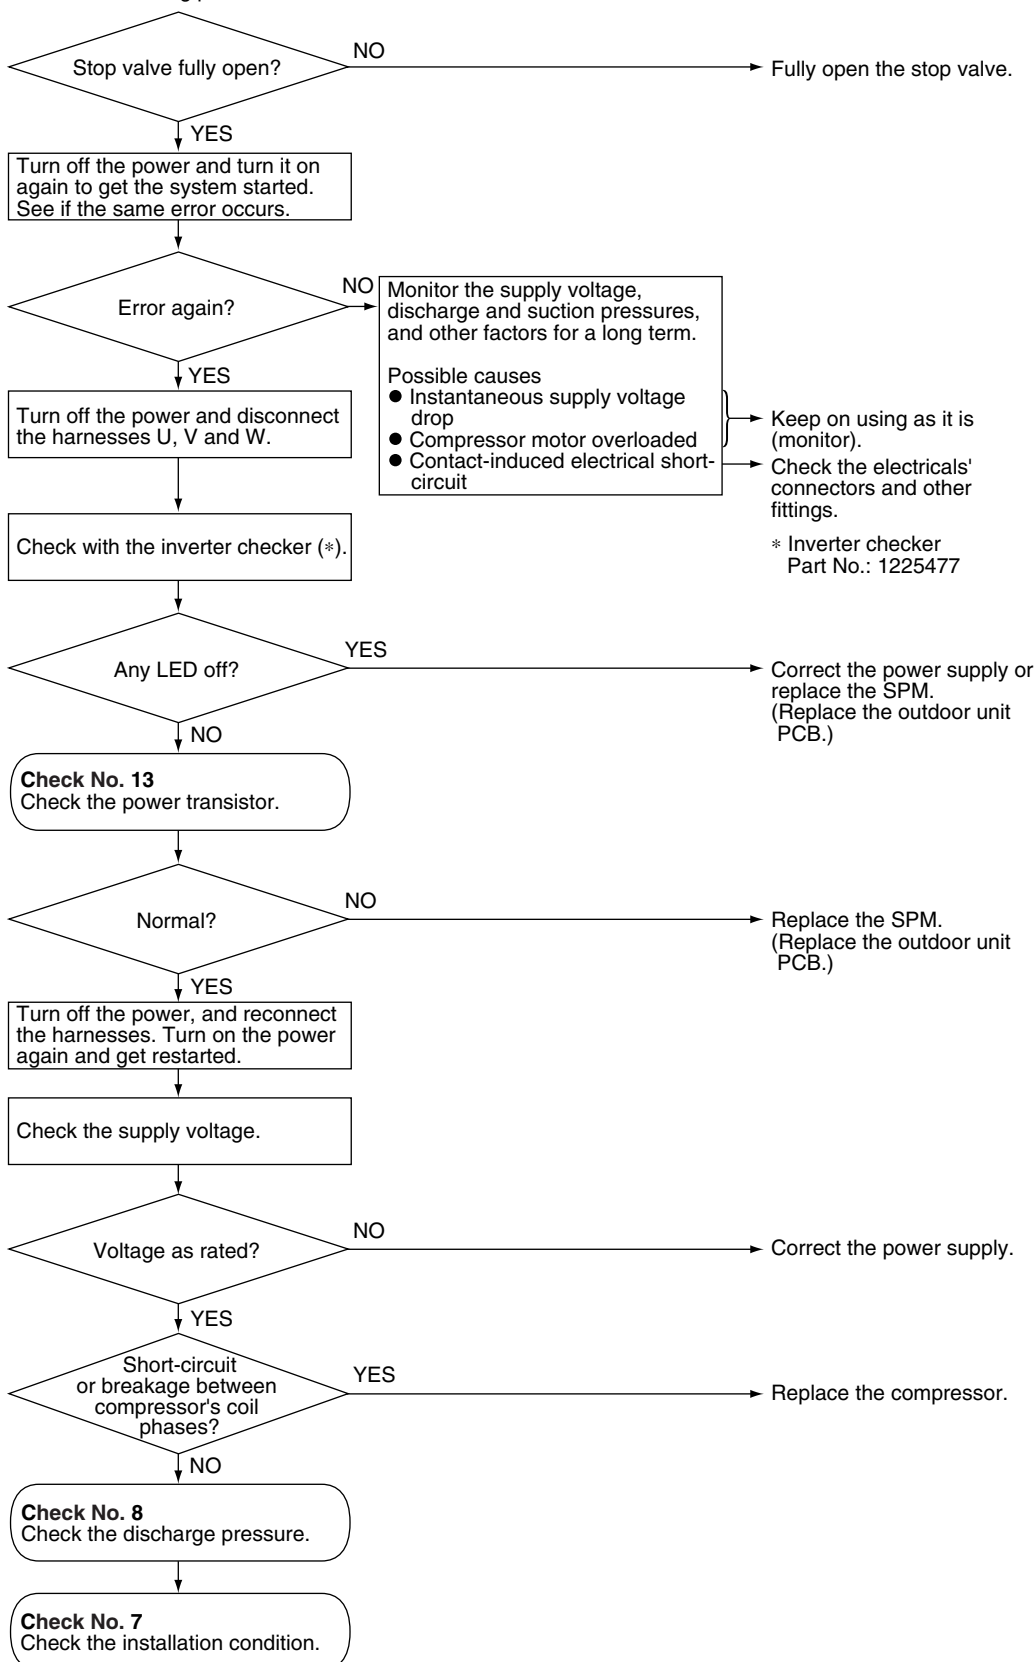 Stop valve fully open?
NO
Fully open the stop valve.
YES
Turn off the power and turn it on
again to get the system started.
See if the same error occurs.
Error again?
NO
Monitor the supply voltage,
discharge and suction pressures,
and other factors for a long term.
Possible causes
● Instantaneous supply voltage
drop
● Compressor motor overloaded
● Contact-induced electrical short-
circuit
Keep on using as it is
(monitor).
Check the electricals'
connectors and other
fittings.
* Inverter checker
Part No.: 1225477
YES
Turn off the power and disconnect
the harnesses U, V and W.
Check with the inverter checker (*).
Any LED off?
YES
Correct the power supply or
replace the SPM.
(Replace the outdoor unit
PCB.)
NO
Check No. 13
Check the power transistor.
Normal?
NO
Replace the SPM.
(Replace the outdoor unit
PCB.)
YES
Turn off the power, and reconnect
the harnesses. Turn on the power
again and get restarted.
Check the supply voltage.
Voltage as rated?
NO
Correct the power supply.
YES
Short-circuit
or breakage between
compressor's coil
phases?
YES
Replace the compressor.
NO
Check No. 8
Check the discharge pressure.
Check No. 7
Check the installation condition.